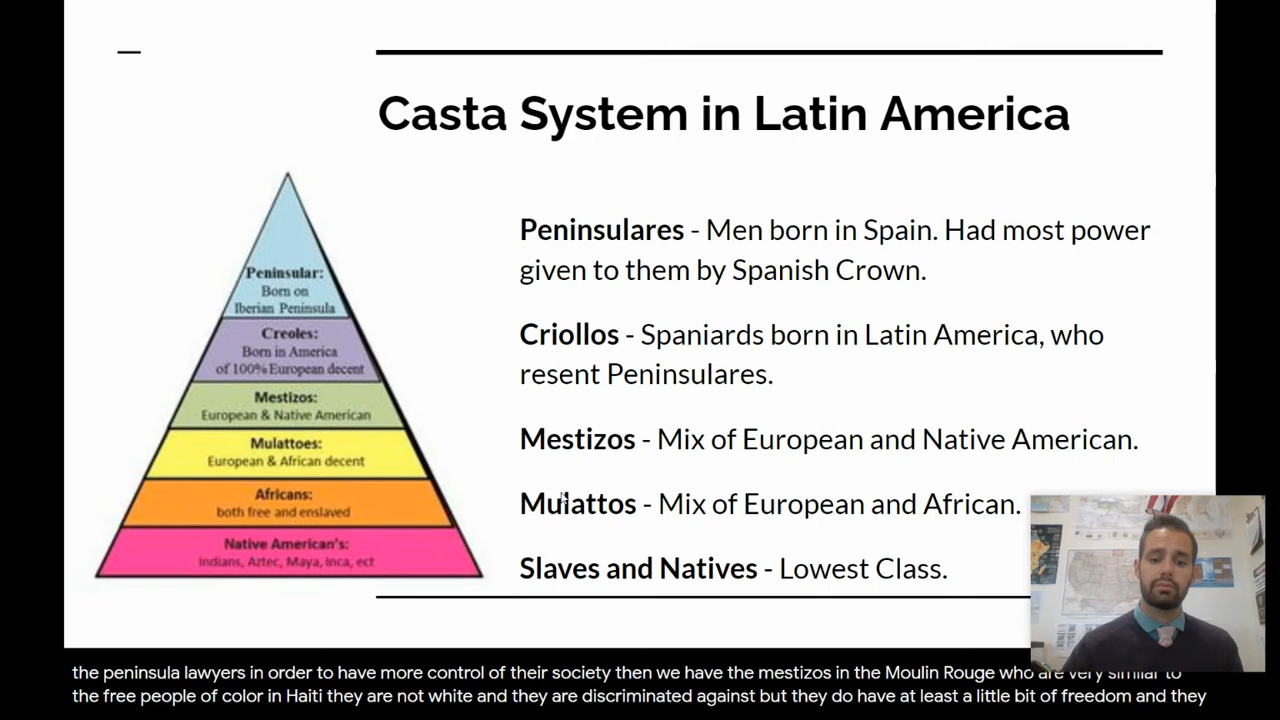 Casta System in Latin America
Peninsular:
Born on
Iberian Peninsula
Creoles:
Born in America
of 100% European decent
Mestizos:
European & Native American
Mulattoes:
European & African decent
Africans:
both free and enslaved
Native American's:
Indians, Aztec, Maya, Inca, ect
Peninsulares - Men born in Spain. Had most power
given to them by Spanish Crown.
Criollos - Spaniards born in Latin America, who
resent Peninsulares.
Mestizos - Mix of European and Native American.
Mulattos - Mix of European and African.
Slaves and Natives - Lowest Class.
the peninsula lawyers in order to have more control of their society then we have the mestizos in the Moulin Rouge who are very similar to
the free people of color in Haiti they are not white and they are discriminated against but they do have at least a little bit of freedom and they